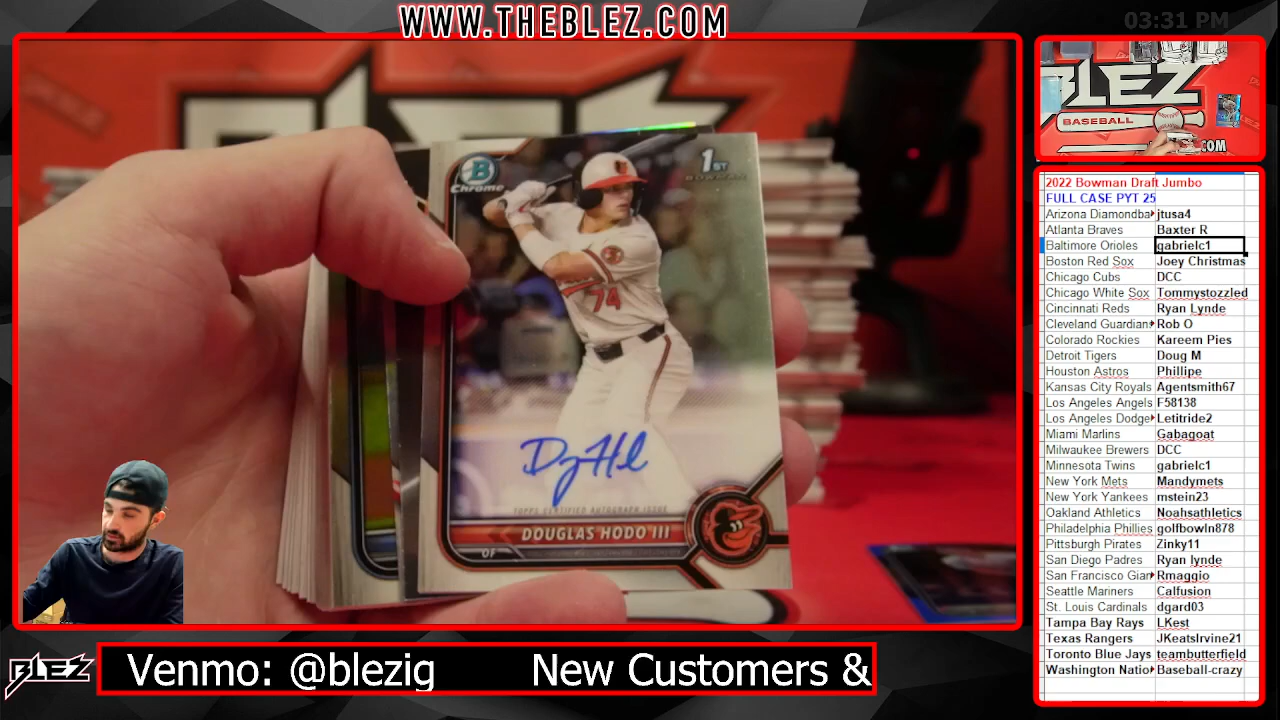 WWW.THEBLEZ.COM
03:31 PM
BLEZ
B
Chrome
1ST
BOWMAN
74
TOPPS CERTIFIED AUTOGRAPH ISSUE
DOUGLAS HODO III
OF
BLEZ
BASEBALL
.COM
2022 Bowman Draft Jumbo
FULL CASE PYT 25
Arizona Diamondba jtusa4
Atlanta Braves Baxter R
Baltimore Orioles gabrielc1
Boston Red Sox Joey Christmas
Chicago Cubs DCC
Chicago White Sox Tommystozzled
Cincinnati Reds Ryan Lynde
Cleveland Guardian Rob O
Colorado Rockies Kareem Pies
Detroit Tigers Doug M
Houston Astros Phillipe
Kansas City Royals Agentsmith67
Los Angeles Angels F58138
Los Angeles Dodge Letitride2
Miami Marlins Gabagoat
Milwaukee Brewers DCC
Minnesota Twins gabrielc1
New York Mets Mandymets
New York Yankees mstein23
Oakland Athletics Noahsathletics
Philadelphia Phillies golfbowln878
Pittsburgh Pirates Zinky11
San Diego Padres Ryan lynde
San Francisco Gian Rmaggio
Seattle Mariners Calfusion
St. Louis Cardinals dgard03
Tampa Bay Rays LKest
Texas Rangers JKeatsIrvine21
Toronto Blue Jays teambutterfield
Washington Natio Baseball-crazy
BLEZ
Venmo: @blezig New Customers &